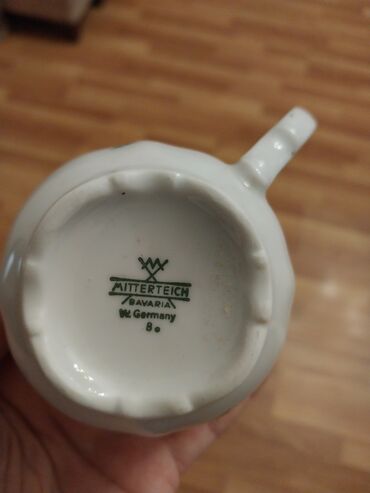 MITTERTEICH
BAVARIA
W. Germany
8.